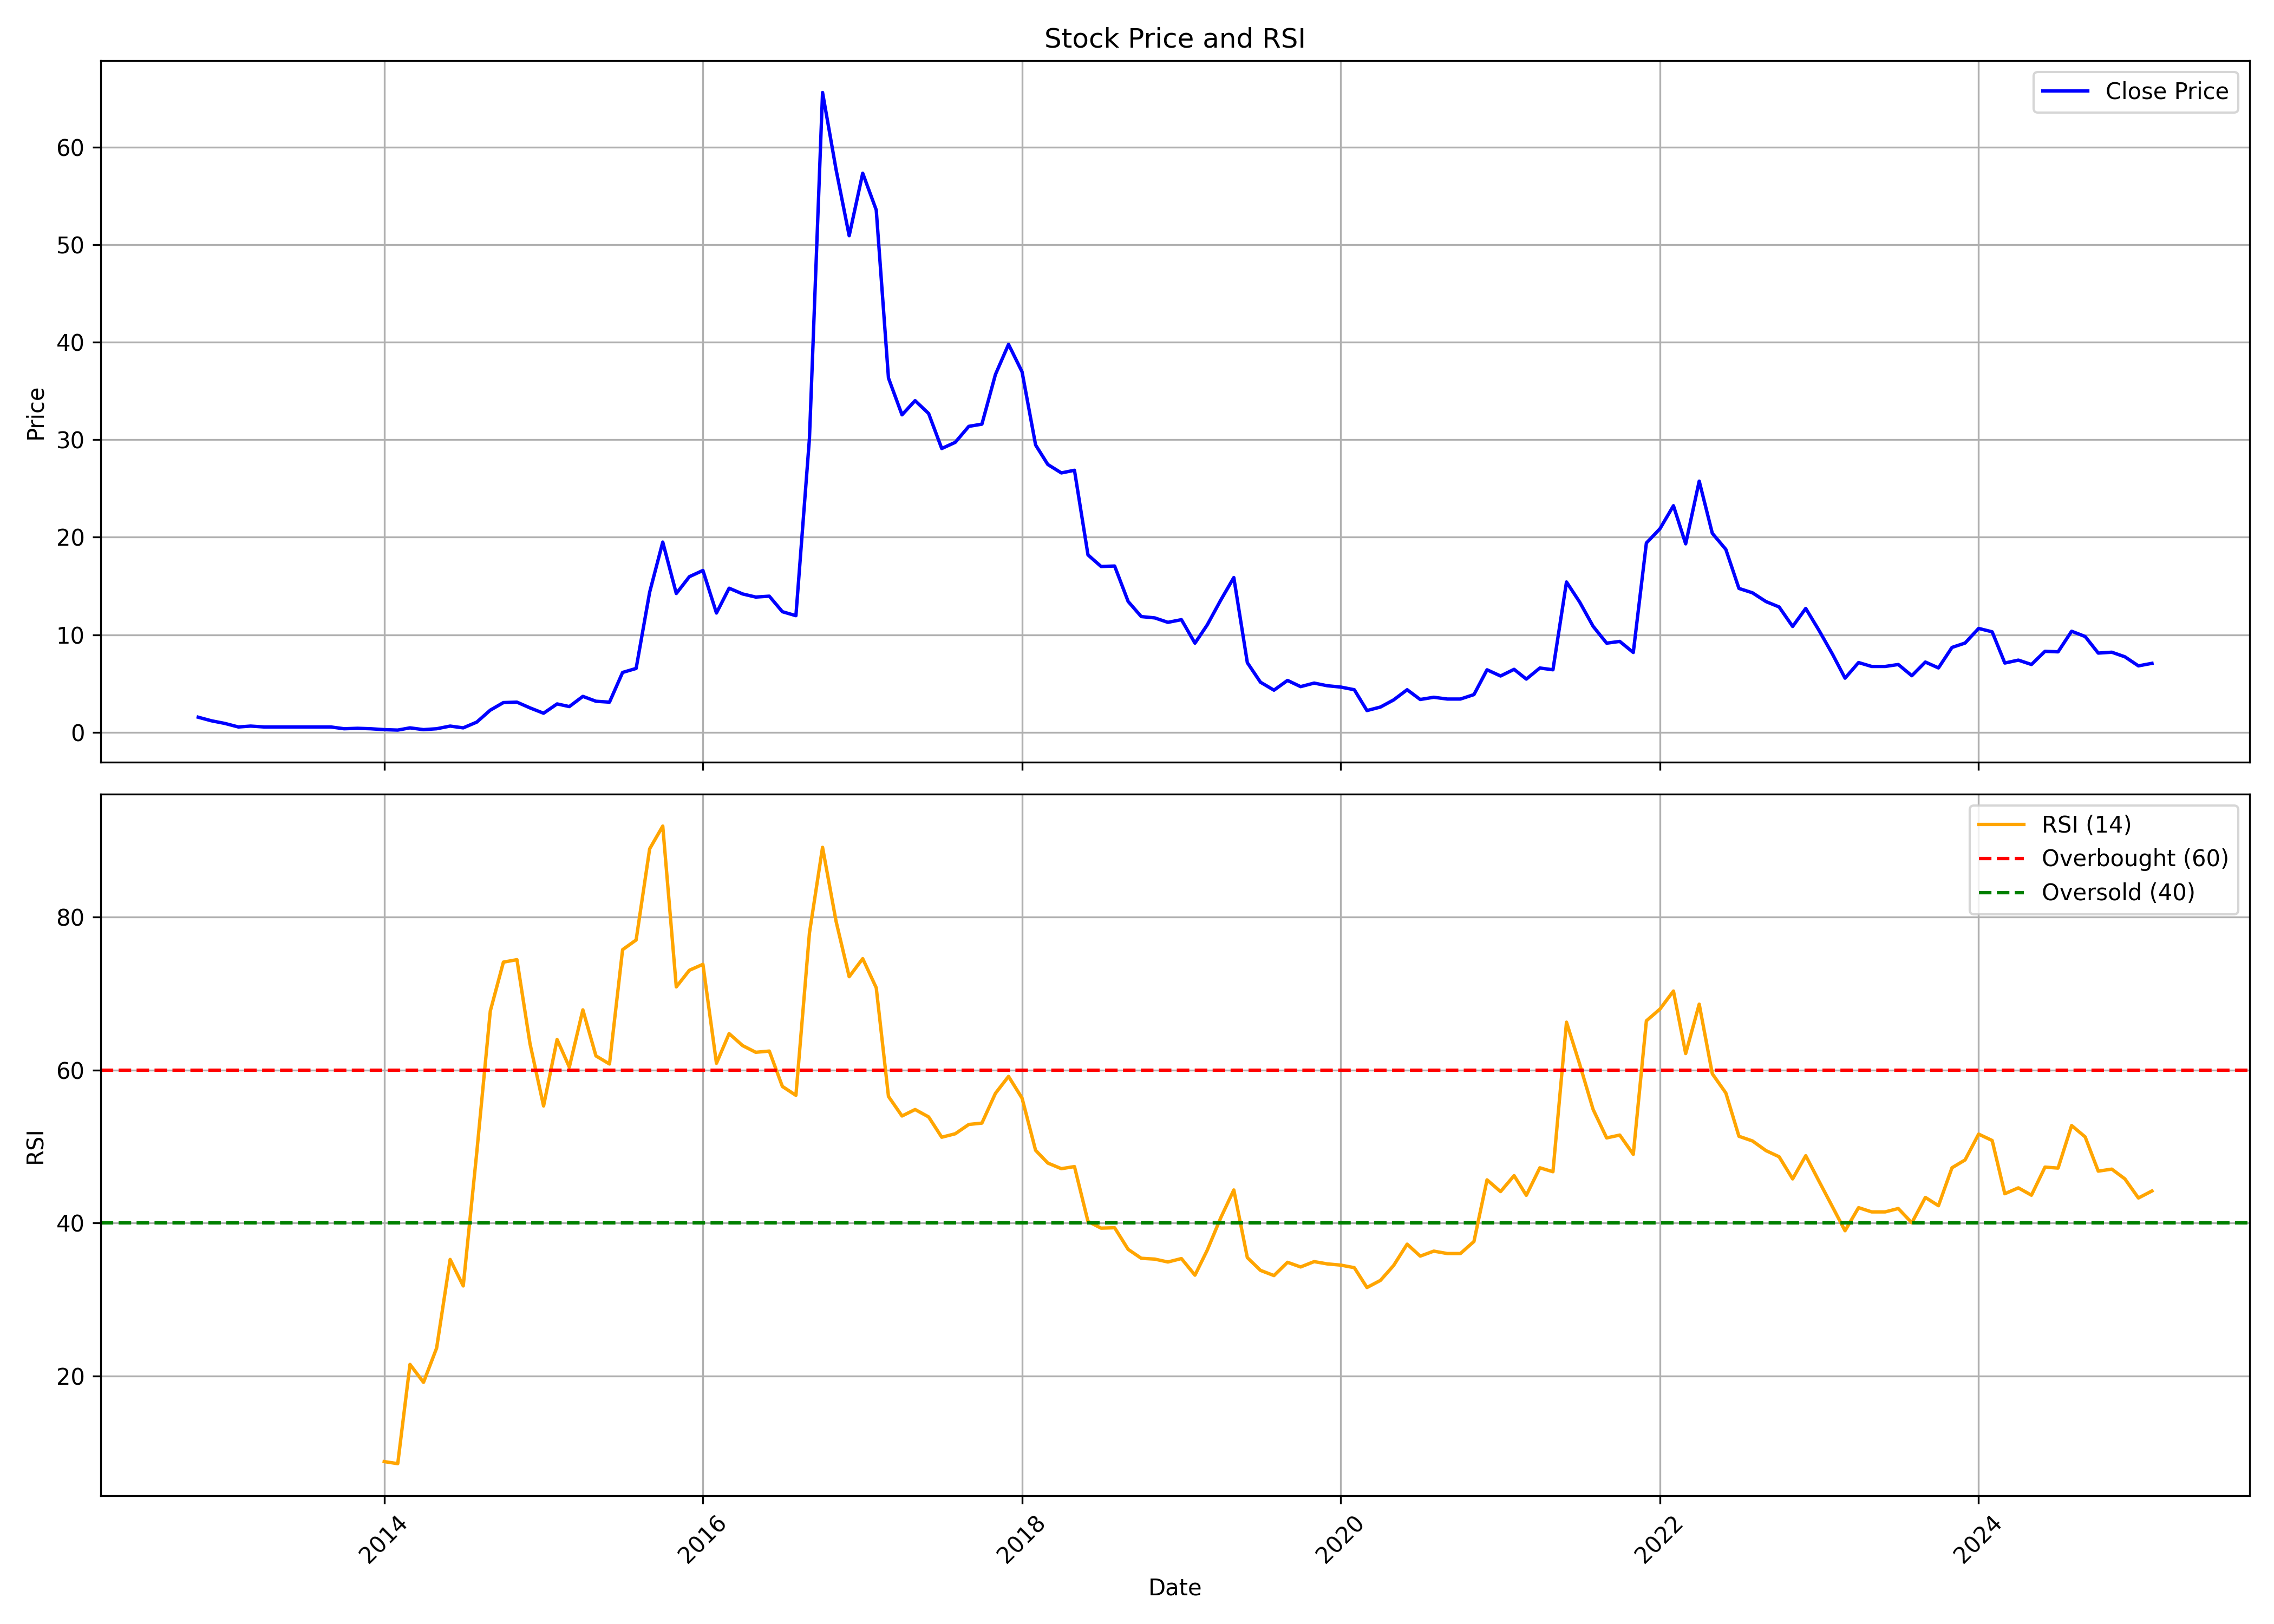 Stock Price and RSI
Close Price
60
50
40
30
20
10
0
Price
RSI (14)
Overbought (60)
Oversold (40)
80
60
40
20
RSI
2014
2016
2018
2020
2022
2024
Date